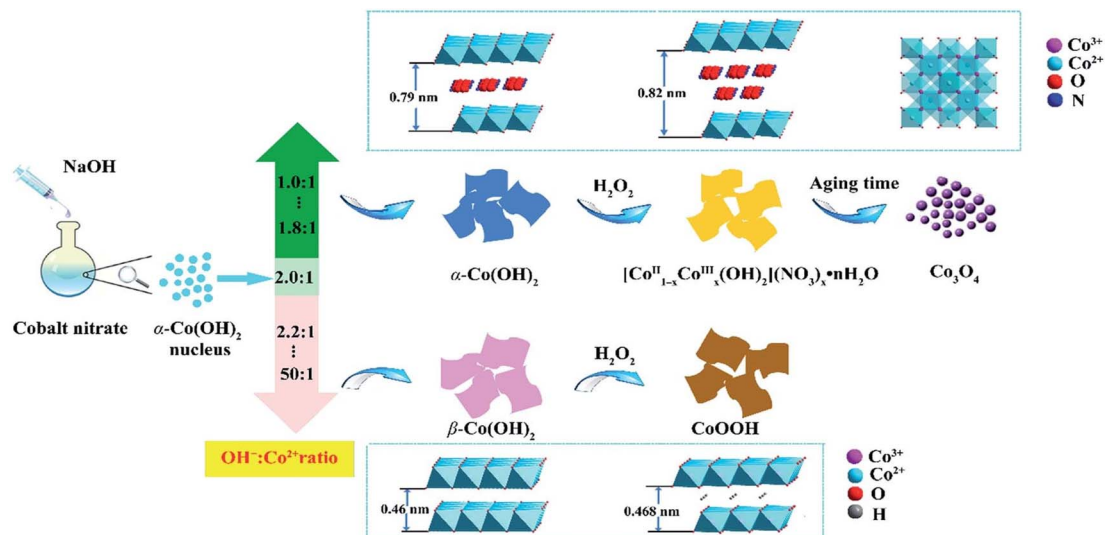 0.79 nm
0.82 nm
Co³⁺
Co²⁺
O
N
NaOH
1.0:1
⋮
1.8:1
2.0:1
2.2:1
⋮
50:1
H₂O₂
Aging time
α-Co(OH)₂
[Coᴵᴵ₁₋ₓCoᴵᴵᴵₓ(OH)₂](NO₃)ₓ•nH₂O
Co₃O₄
Cobalt nitrate
α-Co(OH)₂
nucleus
H₂O₂
β-Co(OH)₂
CoOOH
OH⁻:Co²⁺ratio
0.46 nm
0.468 nm
Co³⁺
Co²⁺
O
H